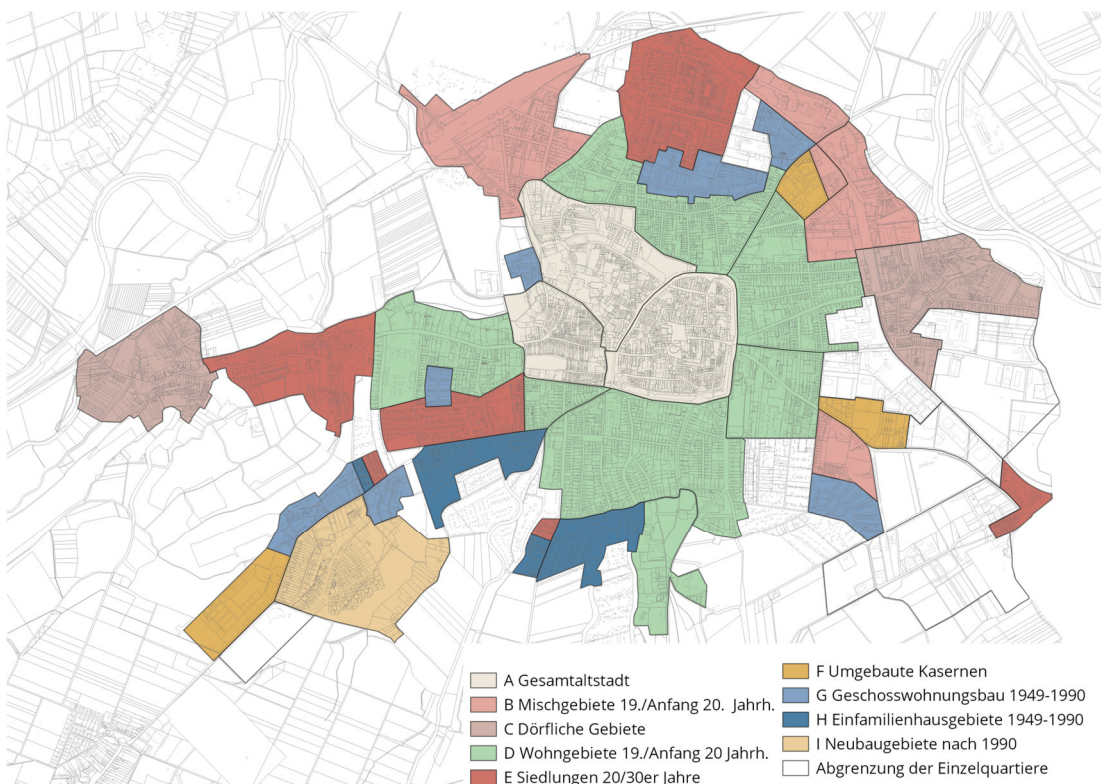 A Gesamtaltstadt
B Mischgebiete 19./Anfang 20. Jahrh.
C Dörfliche Gebiete
D Wohngebiete 19./Anfang 20 Jahrh.
E Siedlungen 20/30er Jahre
F Umgebaute Kasernen
G Geschosswohnungsbau 1949-1990
H Einfamilienhausgebiete 1949-1990
I Neubaugebiete nach 1990
Abgrenzung der Einzelquartiere